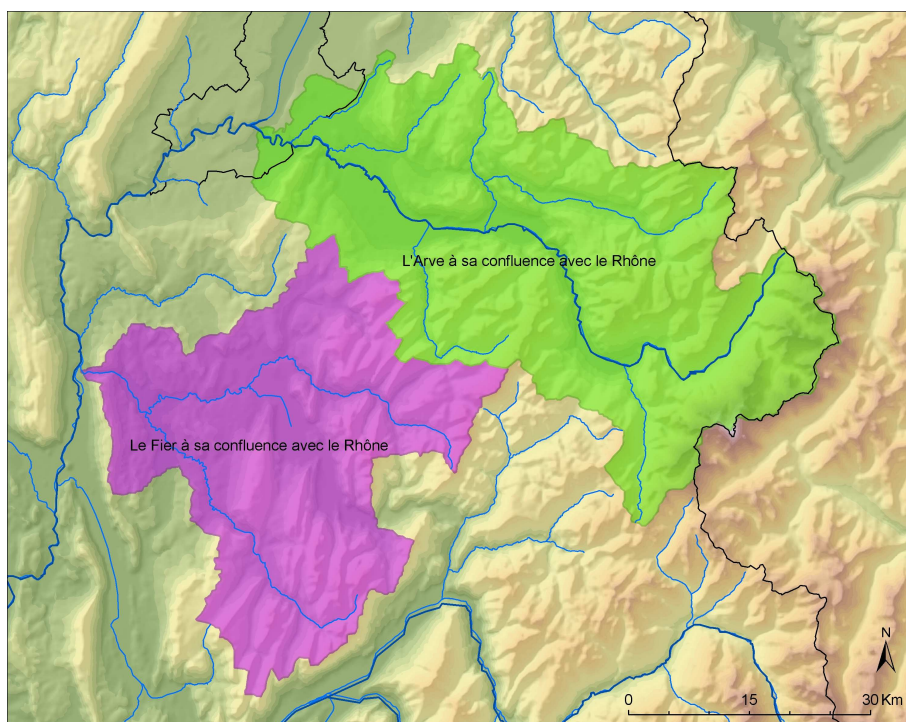 L'Arve à sa confluence avec le Rhône
Le Fier à sa confluence avec le Rhône
N
0 15 30 Km